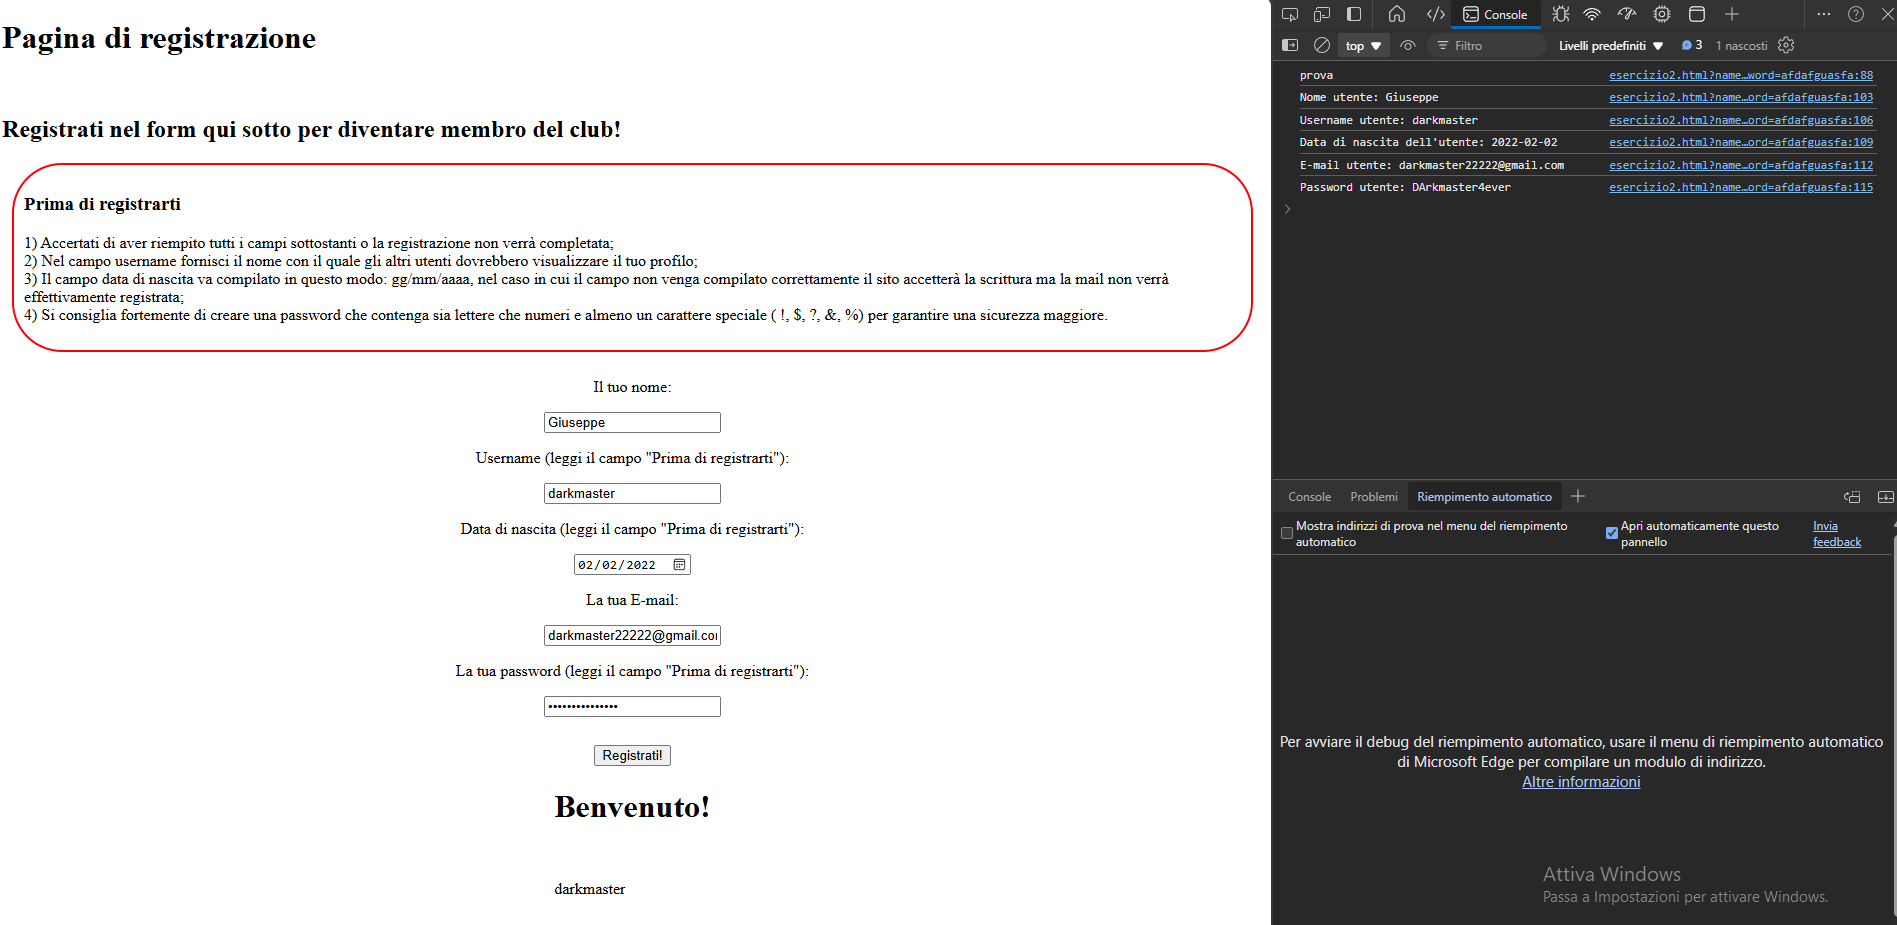 Pagina di registrazione
Registrati nel form qui sotto per diventare membro del club!
Prima di registrarti
1) Accertati di aver riempito tutti i campi sottostanti o la registrazione non verrà completata;
2) Nel campo username fornisci il nome con il quale gli altri utenti dovrebbero visualizzare il tuo profilo;
3) Il campo data di nascita va compilato in questo modo: gg/mm/aaaa, nel caso in cui il campo non venga compilato correttamente il sito accetterà la scrittura ma la mail non verrà
effettivamente registrata;
4) Si consiglia fortemente di creare una password che contenga sia lettere che numeri e almeno un carattere speciale ( !, $, ?, &, %) per garantire una sicurezza maggiore.
Il tuo nome:
Giuseppe
Username (leggi il campo "Prima di registrarti"):
darkmaster
Data di nascita (leggi il campo "Prima di registrarti"):
02/02/2022
La tua E-mail:
darkmaster22222@gmail.com
La tua password (leggi il campo "Prima di registrarti"):
•••••••••••••••
Registrati!
Benvenuto!
darkmaster
Console
top
Filtro
Livelli predefiniti
3
1 nascosti
prova esercizio2.html?name…word=afdafguasfa:88
Nome utente: Giuseppe esercizio2.html?name…ord=afdafguasfa:103
Username utente: darkmaster esercizio2.html?name…ord=afdafguasfa:106
Data di nascita dell'utente: 2022-02-02 esercizio2.html?name…ord=afdafguasfa:109
E-mail utente: darkmaster22222@gmail.com esercizio2.html?name…ord=afdafguasfa:112
Password utente: DArkmaster4ever esercizio2.html?name…ord=afdafguasfa:115
Console Problemi Riempimento automatico
Mostra indirizzi di prova nel menu del riempimento
automatico
Apri automaticamente questo
pannello
Invia
feedback
Per avviare il debug del riempimento automatico, usare il menu di riempimento automatico
di Microsoft Edge per compilare un modulo di indirizzo.
Altre informazioni
Attiva Windows
Passa a Impostazioni per attivare Windows.